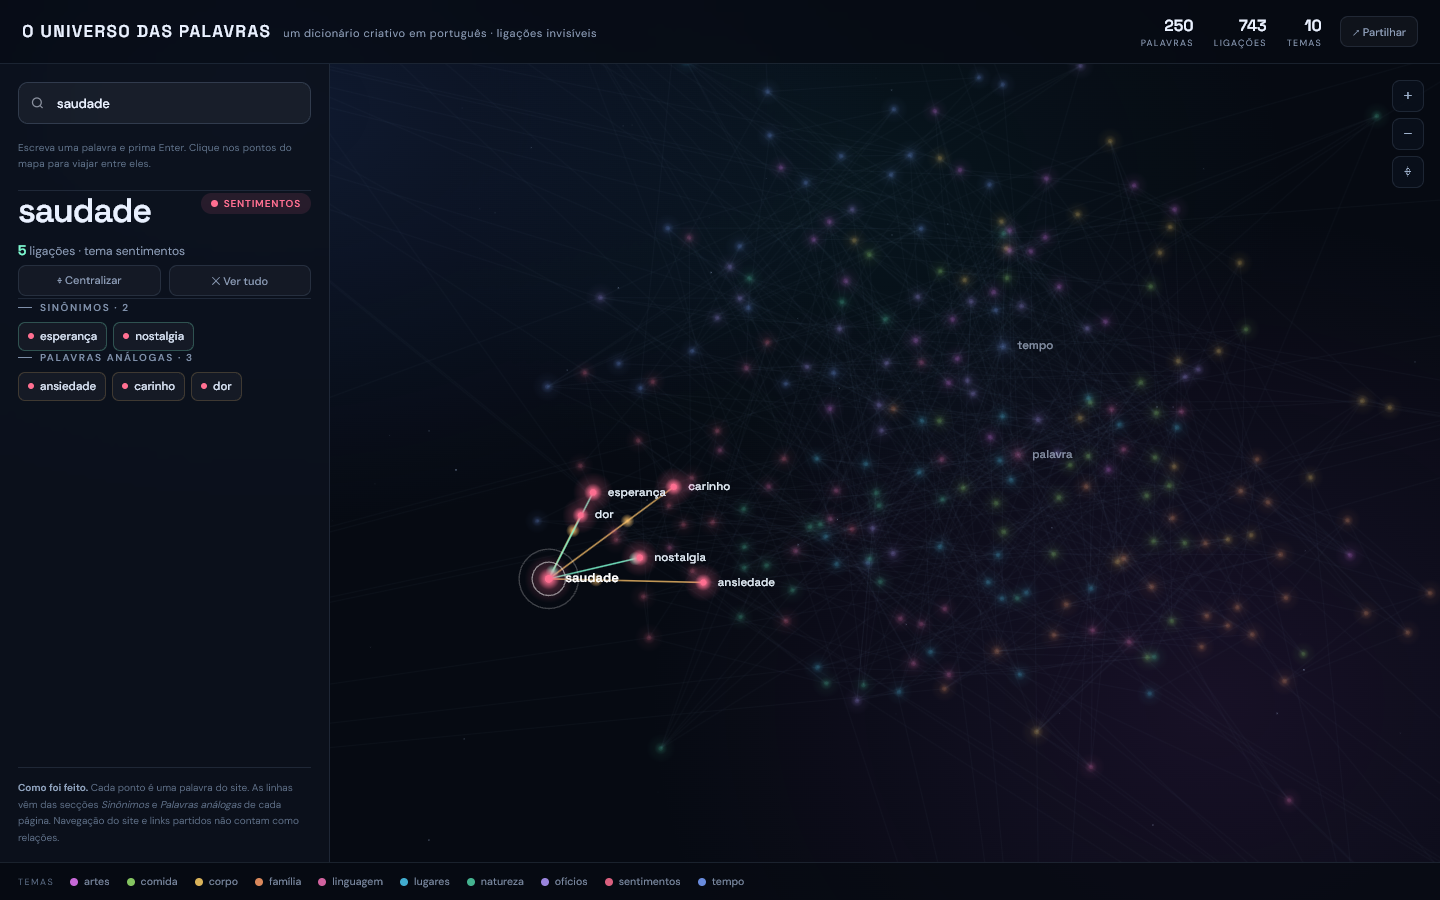 O UNIVERSO DAS PALAVRAS
um dicionário criativo em português · ligações invisíveis
250
PALAVRAS
743
LIGAÇÕES
10
TEMAS
Partilhar
saudade
Escreva uma palavra e prima Enter. Clique nos pontos do
mapa para viajar entre eles.
saudade
SENTIMENTOS
5 ligações · tema sentimentos
Centralizar
Ver tudo
SINÔNIMOS · 2
esperança
nostalgia
PALAVRAS ANÁLOGAS · 3
ansiedade
carinho
dor
Como foi feito. Cada ponto é uma palavra do site. As linhas
vêm das secções Sinônimos e Palavras análogas de cada
página. Navegação do site e links partidos não contam como
relações.
tempo
palavra
esperança
carinho
dor
nostalgia
saudade
ansiedade
TEMAS
artes
comida
corpo
família
linguagem
lugares
natureza
ofícios
sentimentos
tempo